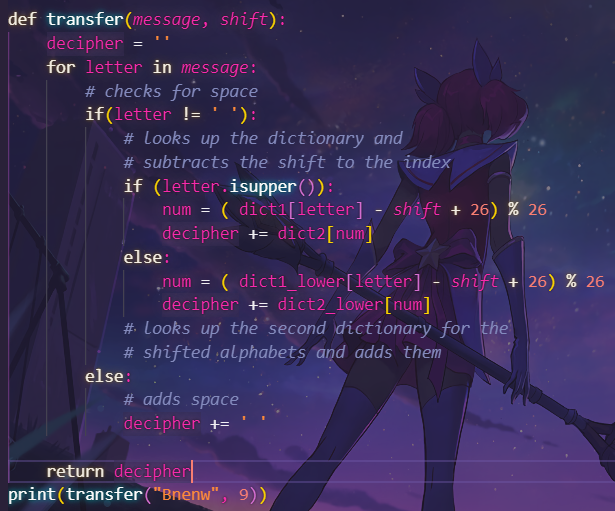 def transfer(message, shift):
    decipher = ''
    for letter in message:
        # checks for space
        if(letter != ' '):
            # looks up the dictionary and
            # subtracts the shift to the index
            if (letter.isupper()):
                num = ( dict1[letter] - shift + 26) % 26
                decipher += dict2[num]
            else:
                num = ( dict1_lower[letter] - shift + 26) % 26
                decipher += dict2_lower[num]
            # Looks up the second dictionary for the
            # shifted alphabets and adds them
        else:
            # adds space
            decipher += ' '

    return decipher
print(transfer("Bnenw", 9))